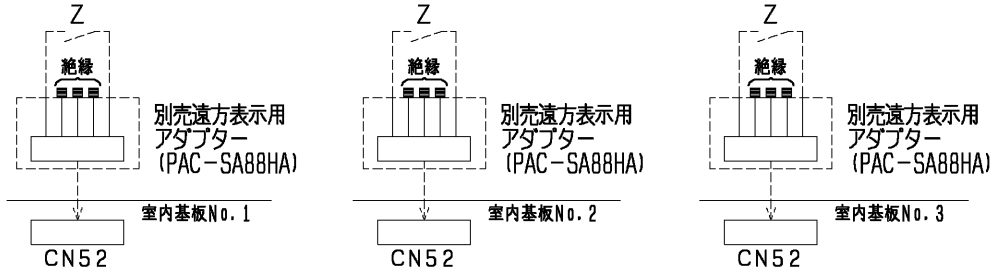 Z
絶縁
別売遠方表示用
アダプター
(PAC-SA88HA)
室内基板No.1
CN52
Z
絶縁
別売遠方表示用
アダプター
(PAC-SA88HA)
室内基板No.2
CN52
Z
絶縁
別売遠方表示用
アダプター
(PAC-SA88HA)
室内基板No.3
CN52